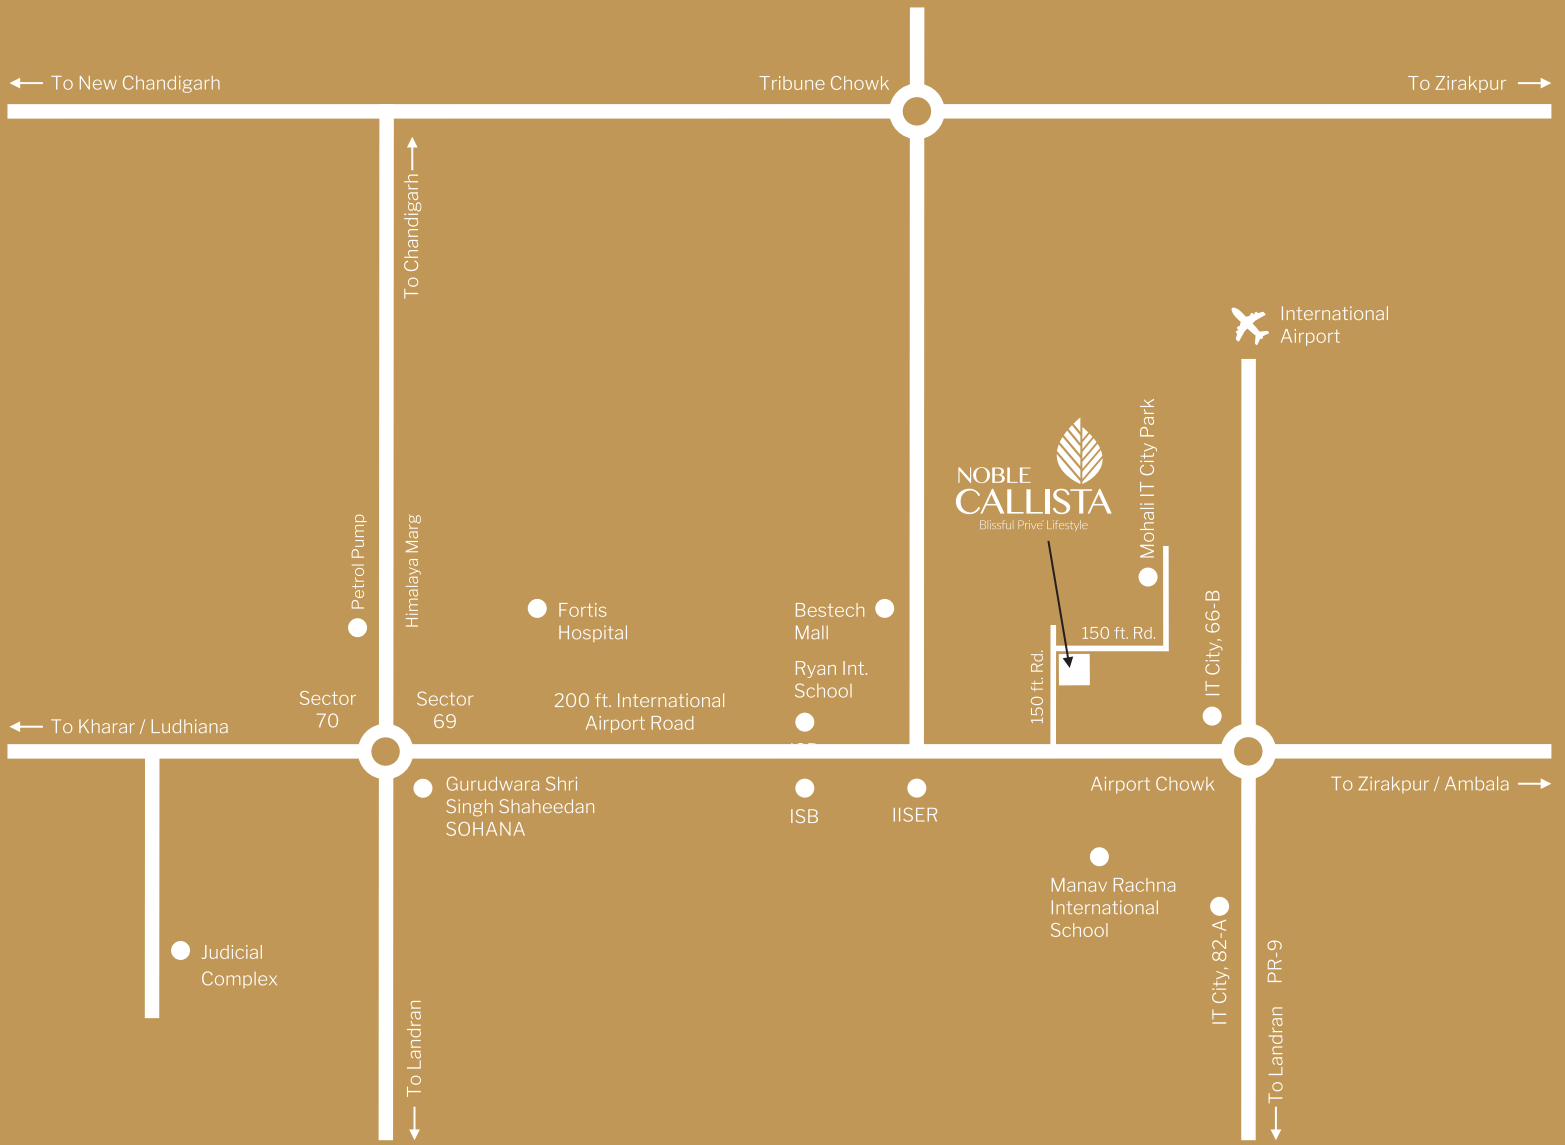 To New Chandigarh
Tribune Chowk
To Zirakpur
To Chandigarh
International
Airport
NOBLE
CALLISTA
Blissful Privé Lifestyle
Mohali IT City Park
Petrol Pump
Himalaya Marg
Fortis
Hospital
Bestech
Mall
150 ft. Rd.
IT City, 66-B
150 ft. Rd.
Ryan Int.
School
Sector
70
Sector
69
200 ft. International
Airport Road
To Kharar / Ludhiana
Gurudwara Shri
Singh Shaheedan
SOHANA
ISB
IISER
Airport Chowk
To Zirakpur / Ambala
Manav Rachna
International
School
IT City, 82-A
PR-9
Judicial
Complex
To Landran
To Landran